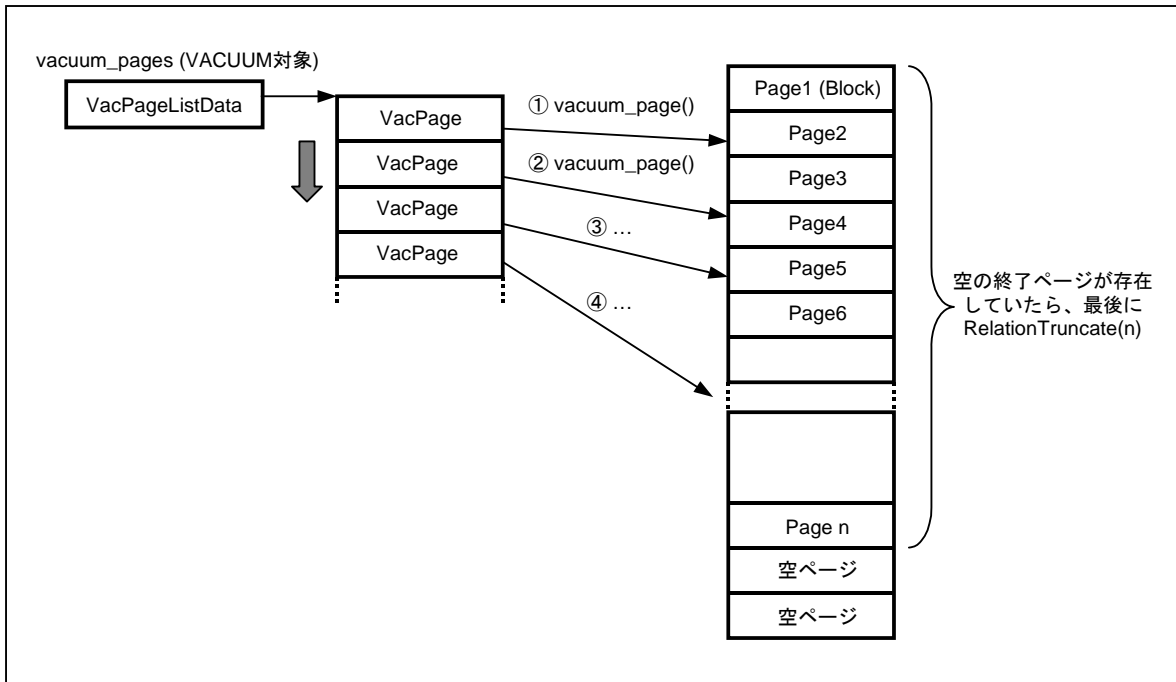 vacuum_pages (VACUUM対象)
VacPageListData
VacPage
VacPage
VacPage
VacPage
① vacuum_page()
② vacuum_page()
③ …
④ …
Page1 (Block)
Page2
Page3
Page4
Page5
Page6
Page n
空ページ
空ページ
空の終了ページが存在
していたら、最後に
RelationTruncate(n)